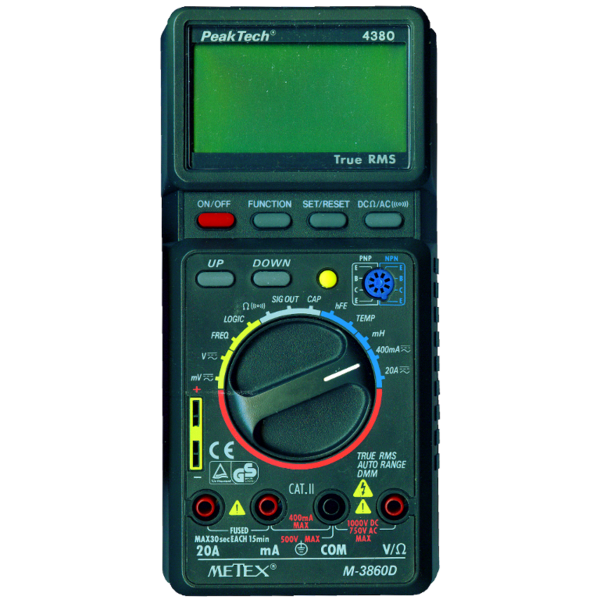 PeakTech® 4380
True RMS
ON/OFF FUNCTION SET/RESET DCΩ/AC
UP DOWN
PNP NPN
E E
B B
C C
E E
SIG OUT CAP hFE
Ω TEMP
LOGIC mH
FREQ 400mA
V 20A
mV
+
−
CE
GS
TRUE RMS
AUTO RANGE
DMM
CAT.II
400mA
MAX
1000V DC
750V AC
MAX
FUSED
MAX30secEACH 15min
500V MAX
20A mA COM V/Ω
METEX® M-3860D